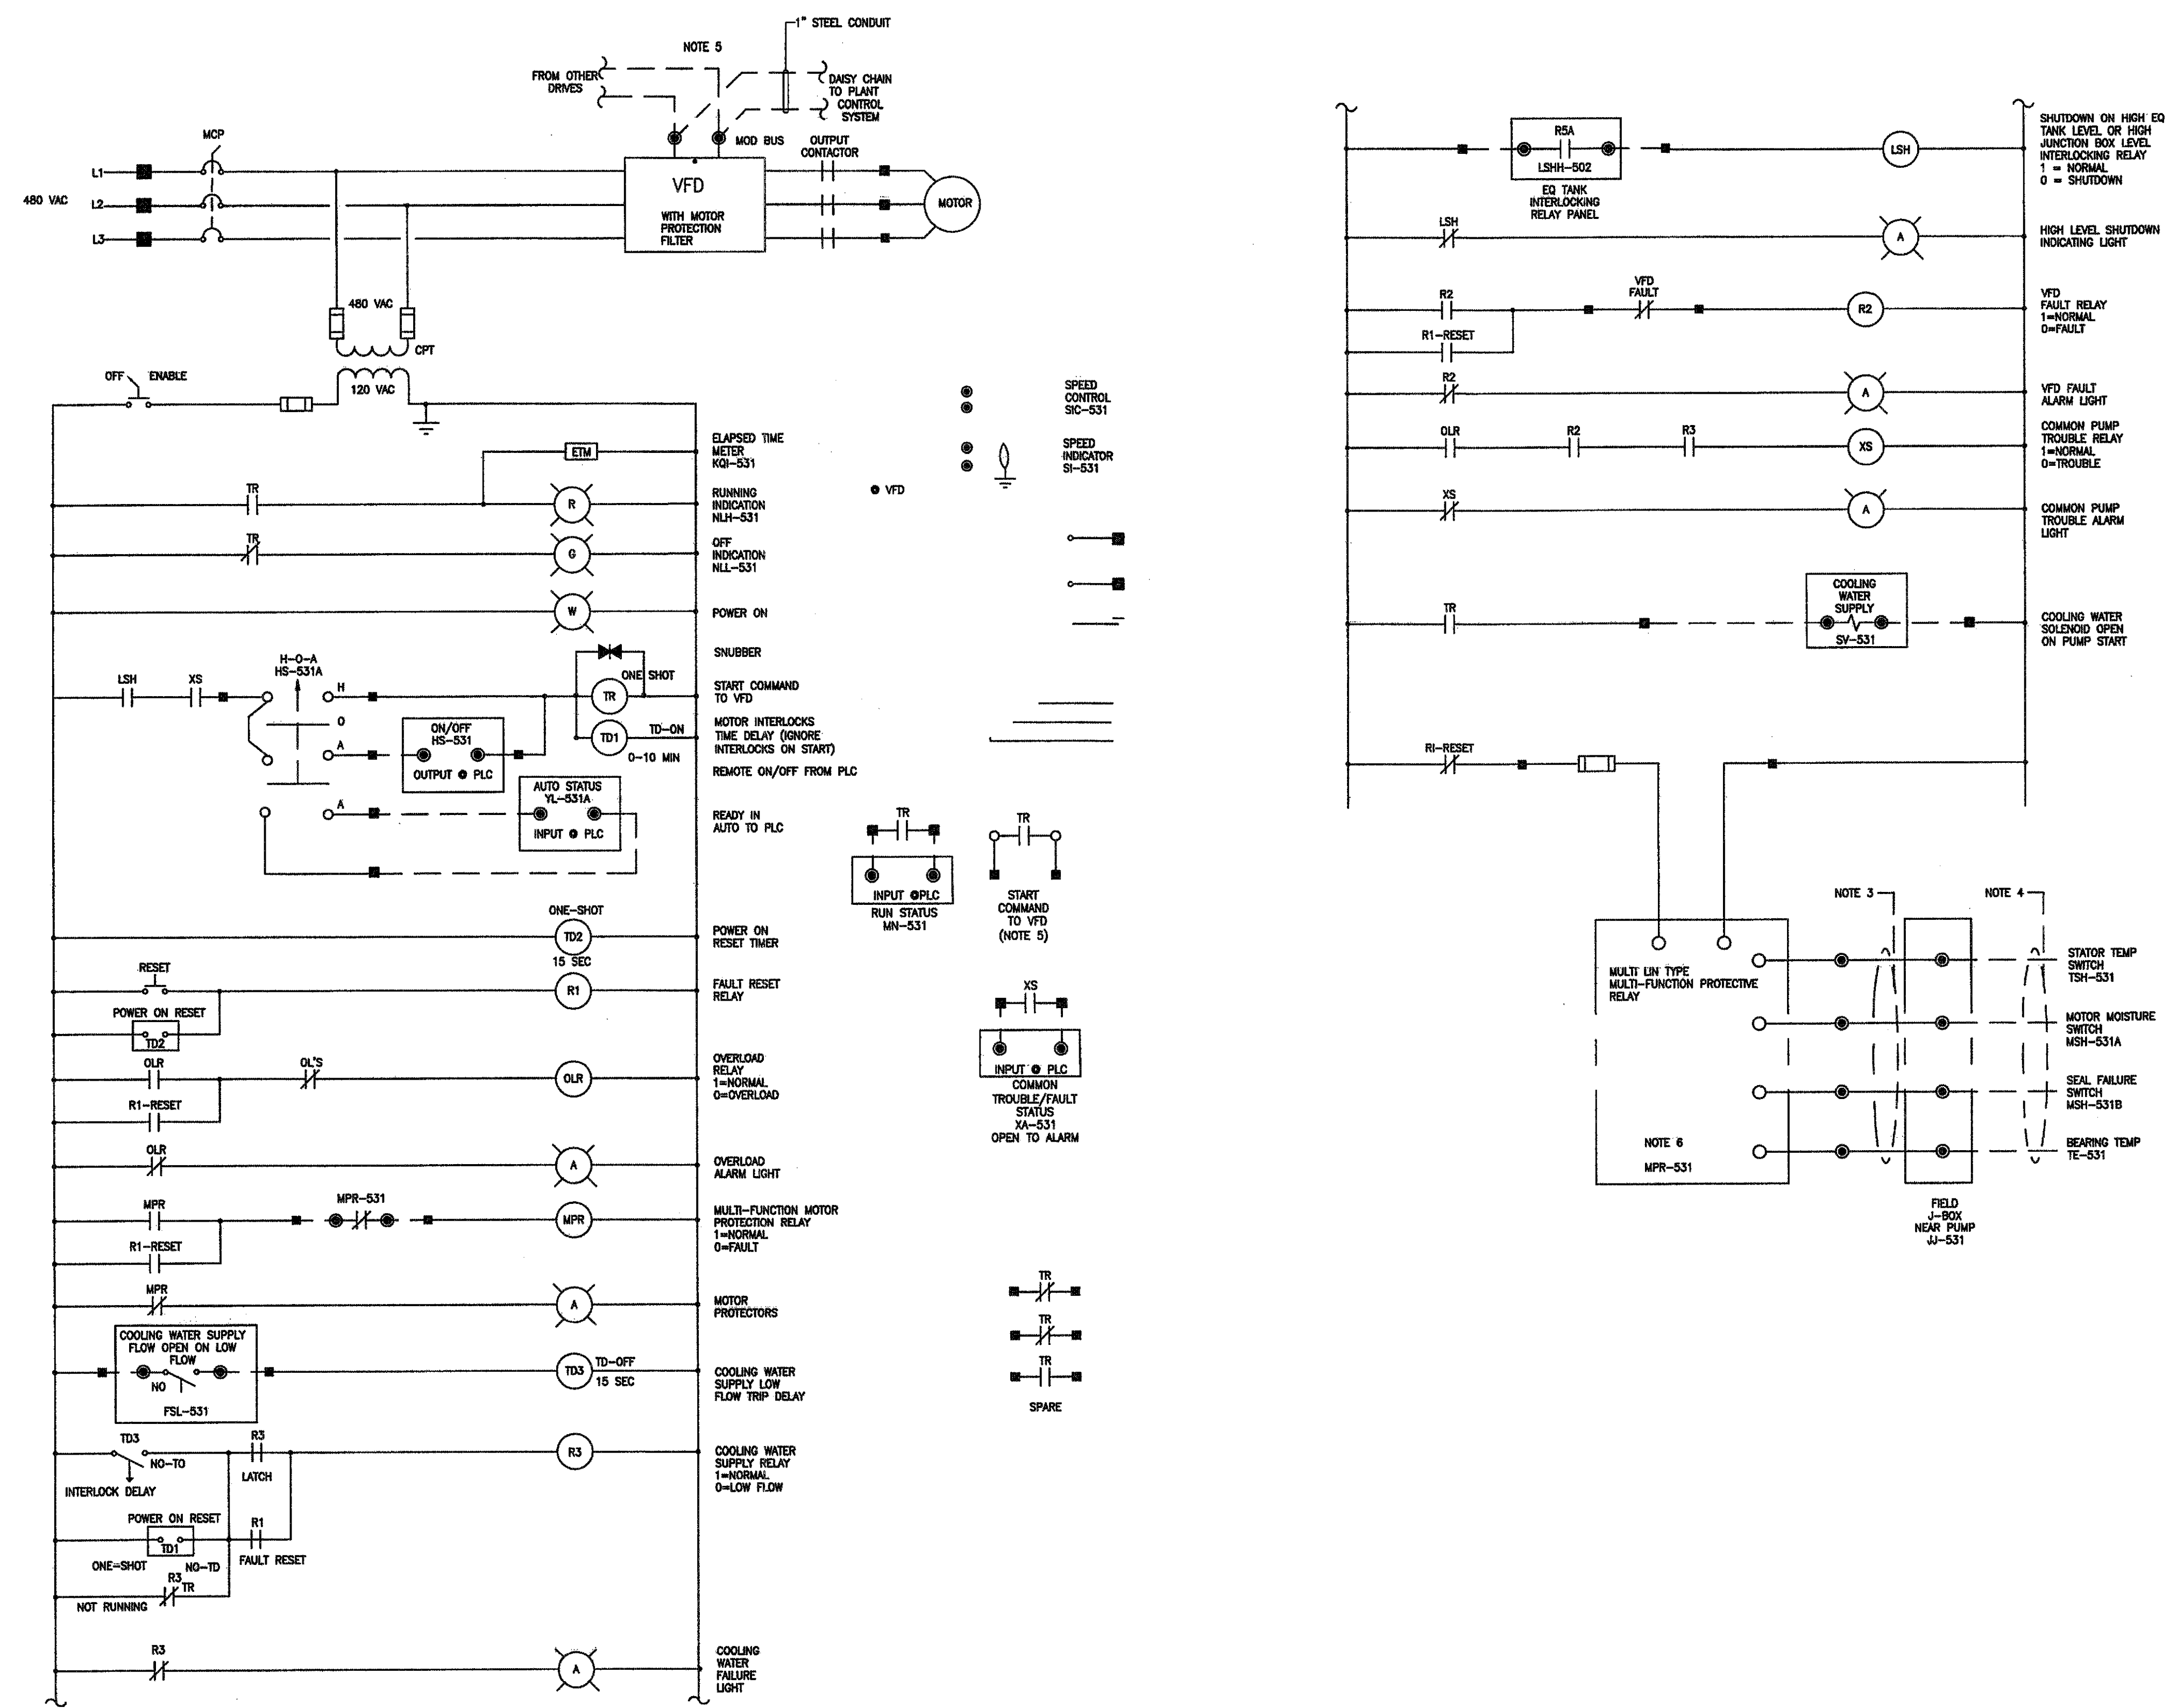 1" STEEL CONDUIT
NOTE 5
FROM OTHER
DRIVES
DAISY CHAIN
TO PLANT
CONTROL
SYSTEM
MCP
MOD BUS
OUTPUT
CONTACTOR
L1
480 VAC
L2
L3
VFD
WITH MOTOR
PROTECTION
FILTER
MOTOR
480 VAC
CPT
120 VAC
OFF
ENABLE
ETM
ELAPSED TIME
METER
KQI-531
TR
R
RUNNING
INDICATION
NLH-531
TR
G
OFF
INDICATION
NLL-531
W
POWER ON
SNUBBER
H-O-A
HS-531A
LSH
XS
H
O
A
ONE SHOT
TR
START COMMAND
TO VFD
ON/OFF
HS-531
OUTPUT @ PLC
TD1
TD-ON
0-10 MIN
MOTOR INTERLOCKS
TIME DELAY (IGNORE
INTERLOCKS ON START)
REMOTE ON/OFF FROM PLC
A
AUTO STATUS
YL-531A
INPUT @ PLC
READY IN
AUTO TO PLC
ONE-SHOT
TD2
15 SEC
POWER ON
RESET TIMER
RESET
R1
FAULT RESET
RELAY
POWER ON RESET
TD2
OLR
OL'S
OLR
OVERLOAD
RELAY
1=NORMAL
0=OVERLOAD
R1-RESET
OLR
A
OVERLOAD
ALARM LIGHT
MPR
MPR-531
MPR
MULTI-FUNCTION MOTOR
PROTECTION RELAY
1=NORMAL
0=FAULT
R1-RESET
MPR
A
MOTOR
PROTECTORS
COOLING WATER SUPPLY
FLOW OPEN ON LOW
FLOW
NO
FSL-531
TD3
TD-OFF
15 SEC
COOLING WATER
SUPPLY LOW
FLOW TRIP DELAY
TD3
NO-TO
INTERLOCK DELAY
R3
LATCH
R3
COOLING WATER
SUPPLY RELAY
1=NORMAL
0=LOW FLOW
POWER ON RESET
TD1
ONE-SHOT
NO-TD
R1
FAULT RESET
R3
TR
NOT RUNNING
R3
A
COOLING
WATER
FAILURE
LIGHT
SPEED
CONTROL
SIC-531
SPEED
INDICATOR
SI-531
@ VFD
TR
INPUT @PLC
RUN STATUS
MN-531
TR
START
COMMAND
TO VFD
(NOTE 5)
XS
INPUT @ PLC
COMMON
TROUBLE/FAULT
STATUS
XA-531
OPEN TO ALARM
TR
TR
TR
SPARE
R5A
LSHH-502
EQ TANK
INTERLOCKING
RELAY PANEL
LSH
SHUTDOWN ON HIGH EQ
TANK LEVEL OR HIGH
JUNCTION BOX LEVEL
INTERLOCKING RELAY
1 = NORMAL
0 = SHUTDOWN
LSH
A
HIGH LEVEL SHUTDOWN
INDICATING LIGHT
R2
VFD
FAULT
R2
VFD
FAULT RELAY
1=NORMAL
0=FAULT
R1-RESET
R2
A
VFD FAULT
ALARM LIGHT
OLR
R2
R3
XS
COMMON PUMP
TROUBLE RELAY
1=NORMAL
0=TROUBLE
XS
A
COMMON PUMP
TROUBLE ALARM
LIGHT
TR
COOLING
WATER
SUPPLY
SV-531
COOLING WATER
SOLENOID OPEN
ON PUMP START
RI-RESET
NOTE 3
NOTE 4
MULTI LIN TYPE
MULTI-FUNCTION PROTECTIVE
RELAY
NOTE 6
MPR-531
STATOR TEMP
SWITCH
TSH-531
MOTOR MOISTURE
SWITCH
MSH-531A
SEAL FAILURE
SWITCH
MSH-531B
BEARING TEMP
TE-531
FIELD
J-BOX
NEAR PUMP
JJ-531